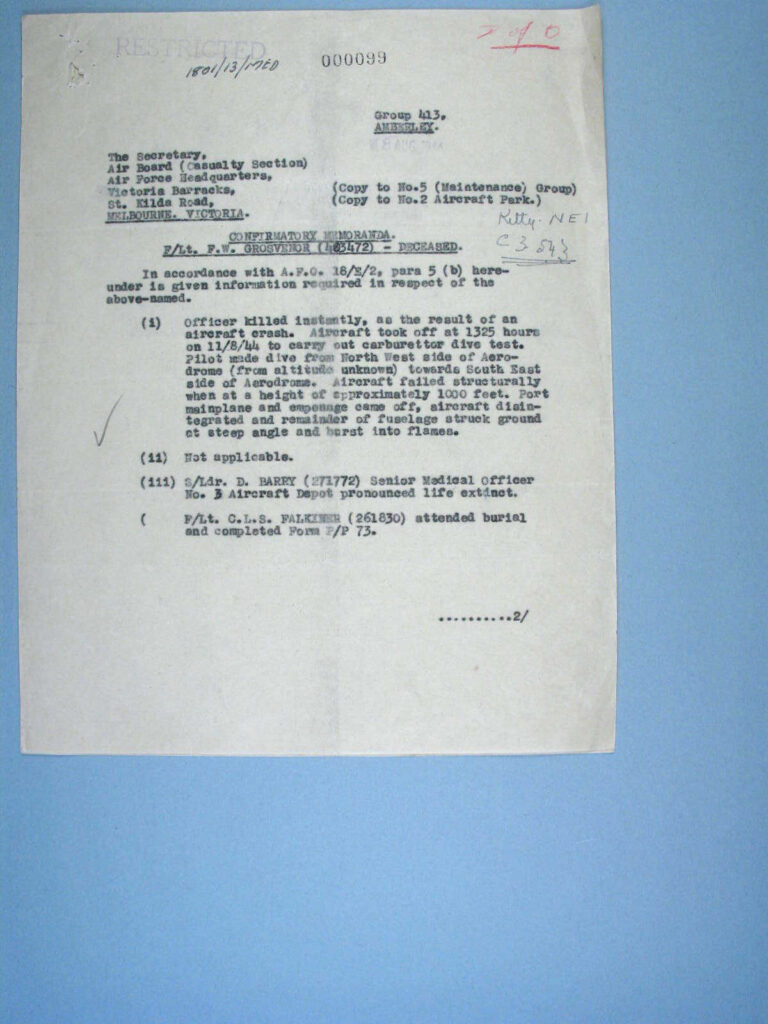 RESTRICTED
1801/13/MED
000099
Group 413,
AMBERLEY.
The Secretary,
Air Board (Casualty Section)
Air Force Headquarters,
Victoria Barracks,
St. Kilda Road,
MELBOURNE. VICTORIA.
(Copy to No.5 (Maintenance) Group)
(Copy to No.2 Aircraft Park.)
Kitty. NEI
C3
CONFIRMATORY MEMORANDA.
F/Lt. F.W. GROSVENOR (403472) - DECEASED.
In accordance with A.F.O. 18/E/2, para 5 (b) here-
under is given information required in respect of the
above-named.
(i) Officer killed instantly, as the result of an
aircraft crash. Aircraft took off at 1325 hours
on 11/8/44 to carry out carburettor dive test.
Pilot made dive from North West side of Aero-
drome (from altitude unknown) towards South East
side of Aerodrome. Aircraft failed structurally
when at a height of approximately 1000 feet. Port
mainplane and empenage came off, aircraft disin-
tegrated and remainder of fuselage struck ground
at steep angle and burst into flames.
(ii) Not applicable.
(iii) S/Ldr. D. BARRY (271772) Senior Medical Officer
No. 3 Aircraft Depot pronounced life extinct.
( F/Lt. C.L.S. FALKINER (261830) attended burial
and completed Form P/P 73.
..........2/